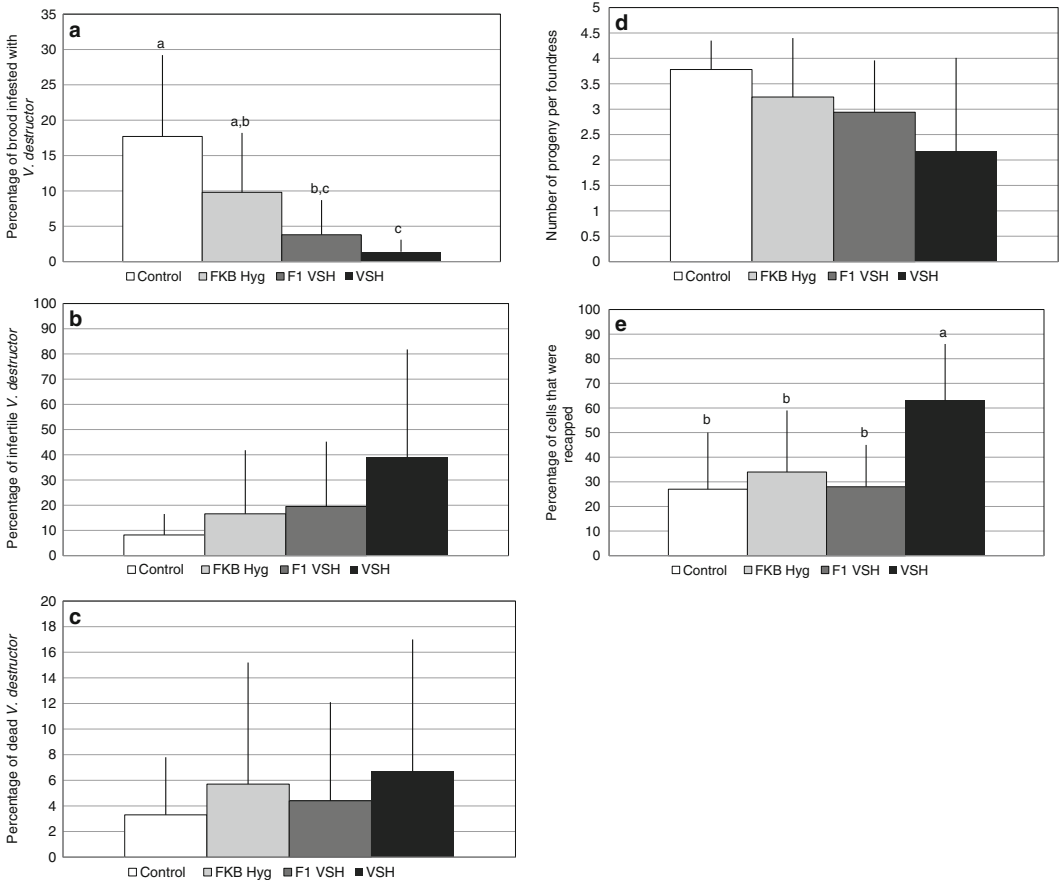 a
Percentage of brood infested with
V. destructor
35
30
25
20
15
10
5
0
a
a,b
b,c
c
Control FKB Hyg F1 VSH VSH
b
Percentage of infertile V. destructor
100
90
80
70
60
50
40
30
20
10
0
Control FKB Hyg F1 VSH VSH
c
Percentage of dead V. destructor
20
18
16
14
12
10
8
6
4
2
0
Control FKB Hyg F1 VSH VSH
d
Number of progeny per foundress
5
4.5
4
3.5
3
2.5
2
1.5
1
0.5
0
Control FKB Hyg F1 VSH VSH
e
Percentage of cells that were
recapped
100
90
80
70
60
50
40
30
20
10
0
b
b
b
a
Control FKB Hyg F1 VSH VSH